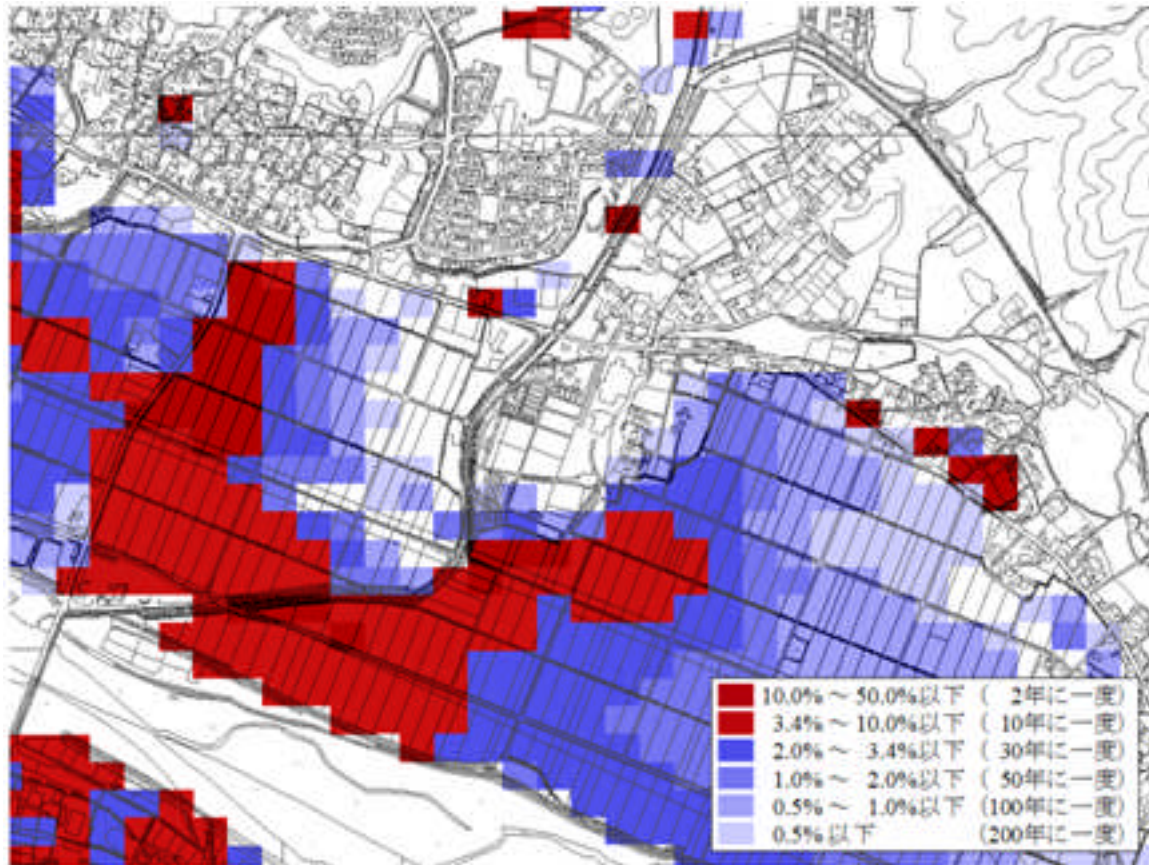 10.0%～50.0%以下 ( 2年に一度)
3.4%～10.0%以下 ( 10年に一度)
2.0%～ 3.4%以下 ( 30年に一度)
1.0%～ 2.0%以下 ( 50年に一度)
0.5%～ 1.0%以下 (100年に一度)
0.5%以下 (200年に一度)